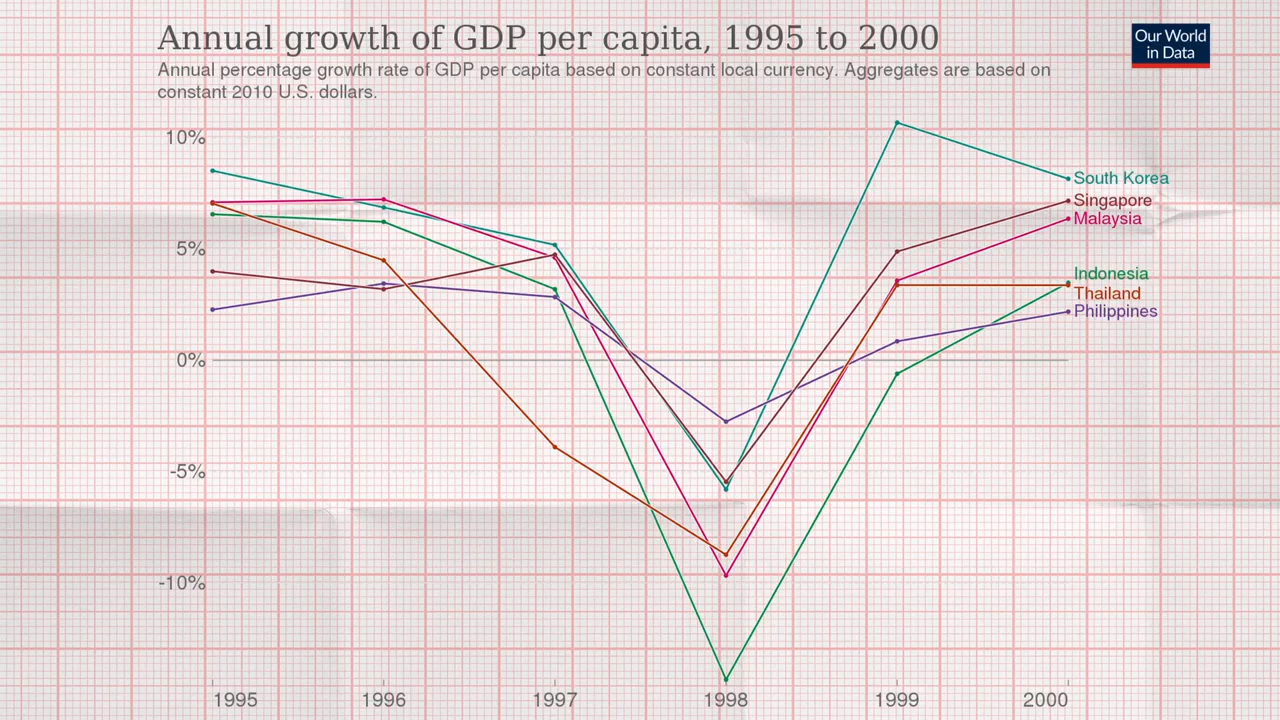 Annual growth of GDP per capita, 1995 to 2000
Our World
in Data
Annual percentage growth rate of GDP per capita based on constant local currency. Aggregates are based on
constant 2010 U.S. dollars.
10%
5%
0%
-5%
-10%
South Korea
Singapore
Malaysia
Indonesia
Thailand
Philippines
1995 1996 1997 1998 1999 2000